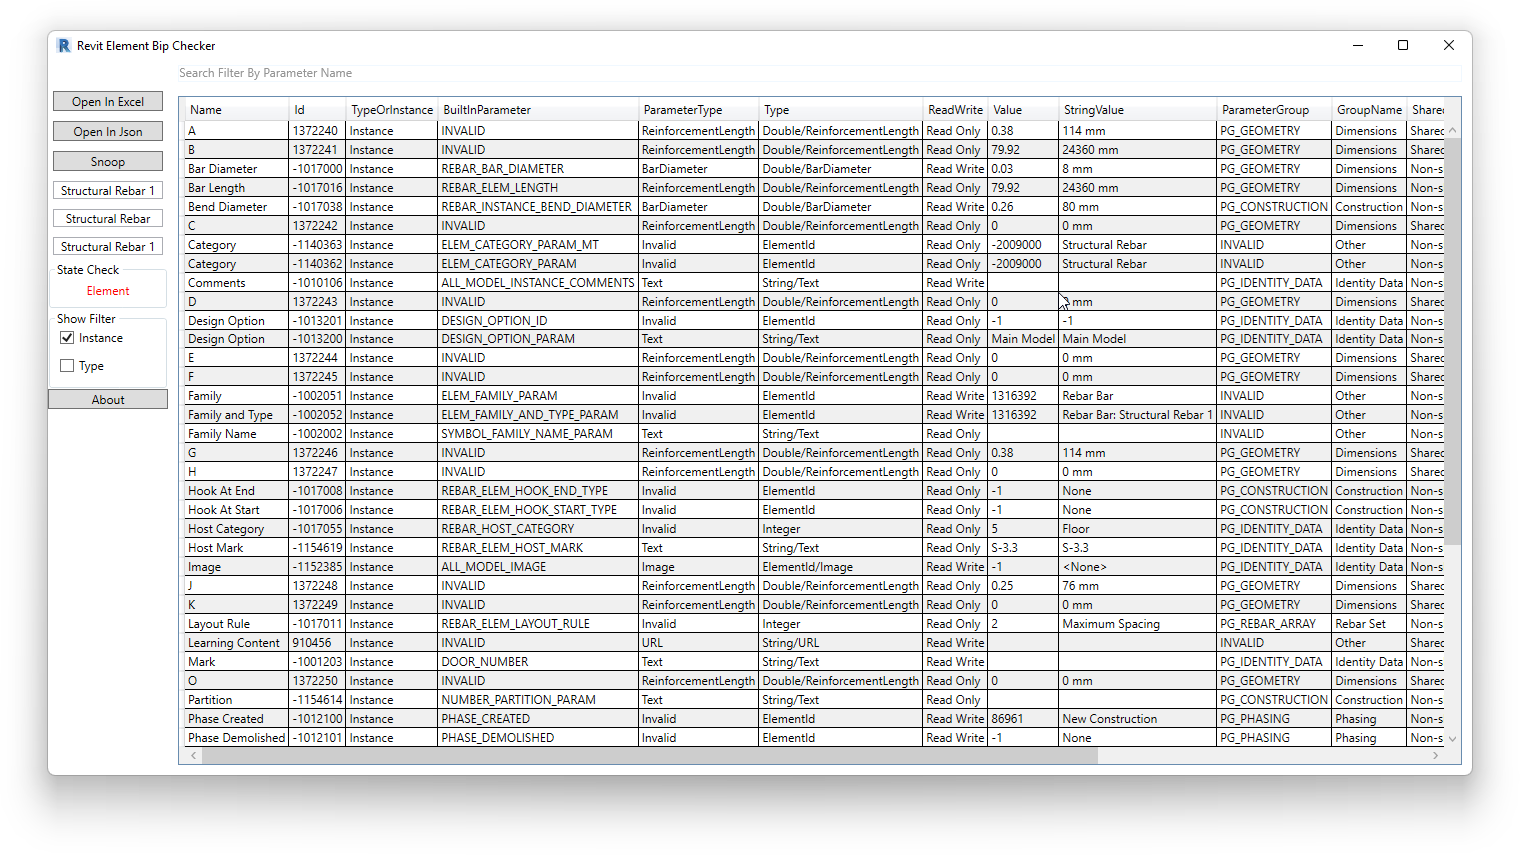 Revit Element Bip Checker
Search Filter By Parameter Name
Open In Excel
Open In Json
Snoop
Structural Rebar 1
Structural Rebar
Structural Rebar 1
State Check
Element
Show Filter
Instance
Type
About
Name Id TypeOrInstance BuiltInParameter ParameterType Type ReadWrite Value StringValue ParameterGroup GroupName Shared
A 1372240 Instance INVALID ReinforcementLength Double/ReinforcementLength Read Only 0.38 114 mm PG_GEOMETRY Dimensions Shared
B 1372241 Instance INVALID ReinforcementLength Double/ReinforcementLength Read Only 79.92 24360 mm PG_GEOMETRY Dimensions Shared
Bar Diameter -1017000 Instance REBAR_BAR_DIAMETER BarDiameter Double/BarDiameter Read Write 0.03 8 mm PG_GEOMETRY Dimensions Non-s
Bar Length -1017016 Instance REBAR_ELEM_LENGTH ReinforcementLength Double/ReinforcementLength Read Only 79.92 24360 mm PG_GEOMETRY Dimensions Non-s
Bend Diameter -1017038 Instance REBAR_INSTANCE_BEND_DIAMETER BarDiameter Double/BarDiameter Read Write 0.26 80 mm PG_CONSTRUCTION Construction Non-s
C 1372242 Instance INVALID ReinforcementLength Double/ReinforcementLength Read Only 0 0 mm PG_GEOMETRY Dimensions Shared
Category -1140363 Instance ELEM_CATEGORY_PARAM_MT Invalid ElementId Read Only -2009000 Structural Rebar INVALID Other Non-s
Category -1140362 Instance ELEM_CATEGORY_PARAM Invalid ElementId Read Only -2009000 Structural Rebar INVALID Other Non-s
Comments -1010106 Instance ALL_MODEL_INSTANCE_COMMENTS Text String/Text Read Write PG_IDENTITY_DATA Identity Data Non-s
D 1372243 Instance INVALID ReinforcementLength Double/ReinforcementLength Read Only 0 mm PG_GEOMETRY Dimensions Shared
Design Option -1013201 Instance DESIGN_OPTION_ID Invalid ElementId Read Only -1 -1 PG_IDENTITY_DATA Identity Data Non-s
Design Option -1013200 Instance DESIGN_OPTION_PARAM Text String/Text Read Only Main Model Main Model PG_IDENTITY_DATA Identity Data Non-s
E 1372244 Instance INVALID ReinforcementLength Double/ReinforcementLength Read Only 0 0 mm PG_GEOMETRY Dimensions Shared
F 1372245 Instance INVALID ReinforcementLength Double/ReinforcementLength Read Only 0 0 mm PG_GEOMETRY Dimensions Shared
Family -1002051 Instance ELEM_FAMILY_PARAM Invalid ElementId Read Write 1316392 Rebar Bar INVALID Other Non-s
Family and Type -1002052 Instance ELEM_FAMILY_AND_TYPE_PARAM Invalid ElementId Read Write 1316392 Rebar Bar: Structural Rebar 1 INVALID Other Non-s
Family Name -1002002 Instance SYMBOL_FAMILY_NAME_PARAM Text String/Text Read Only INVALID Other Non-s
G 1372246 Instance INVALID ReinforcementLength Double/ReinforcementLength Read Only 0.38 114 mm PG_GEOMETRY Dimensions Shared
H 1372247 Instance INVALID ReinforcementLength Double/ReinforcementLength Read Only 0 0 mm PG_GEOMETRY Dimensions Shared
Hook At End -1017008 Instance REBAR_ELEM_HOOK_END_TYPE Invalid ElementId Read Only -1 None PG_CONSTRUCTION Construction Non-s
Hook At Start -1017006 Instance REBAR_ELEM_HOOK_START_TYPE Invalid ElementId Read Only -1 None PG_CONSTRUCTION Construction Non-s
Host Category -1017055 Instance REBAR_HOST_CATEGORY Invalid Integer Read Only 5 Floor PG_IDENTITY_DATA Identity Data Non-s
Host Mark -1154619 Instance REBAR_ELEM_HOST_MARK Text String/Text Read Only S-3.3 S-3.3 PG_IDENTITY_DATA Identity Data Non-s
Image -1152385 Instance ALL_MODEL_IMAGE Image ElementId/Image Read Write -1 <None> PG_IDENTITY_DATA Identity Data Non-s
J 1372248 Instance INVALID ReinforcementLength Double/ReinforcementLength Read Only 0.25 76 mm PG_GEOMETRY Dimensions Shared
K 1372249 Instance INVALID ReinforcementLength Double/ReinforcementLength Read Only 0 0 mm PG_GEOMETRY Dimensions Shared
Layout Rule -1017011 Instance REBAR_ELEM_LAYOUT_RULE Invalid Integer Read Only 2 Maximum Spacing PG_REBAR_ARRAY Rebar Set Non-s
Learning Content 910456 Instance INVALID URL String/URL Read Write INVALID Other Shared
Mark -1001203 Instance DOOR_NUMBER Text String/Text Read Write PG_IDENTITY_DATA Identity Data Non-s
O 1372250 Instance INVALID ReinforcementLength Double/ReinforcementLength Read Only 0 0 mm PG_GEOMETRY Dimensions Shared
Partition -1154614 Instance NUMBER_PARTITION_PARAM Text String/Text Read Only PG_CONSTRUCTION Construction Non-s
Phase Created -1012100 Instance PHASE_CREATED Invalid ElementId Read Write 86961 New Construction PG_PHASING Phasing Non-s
Phase Demolished -1012101 Instance PHASE_DEMOLISHED Invalid ElementId Read Write -1 None PG_PHASING Phasing Non-s